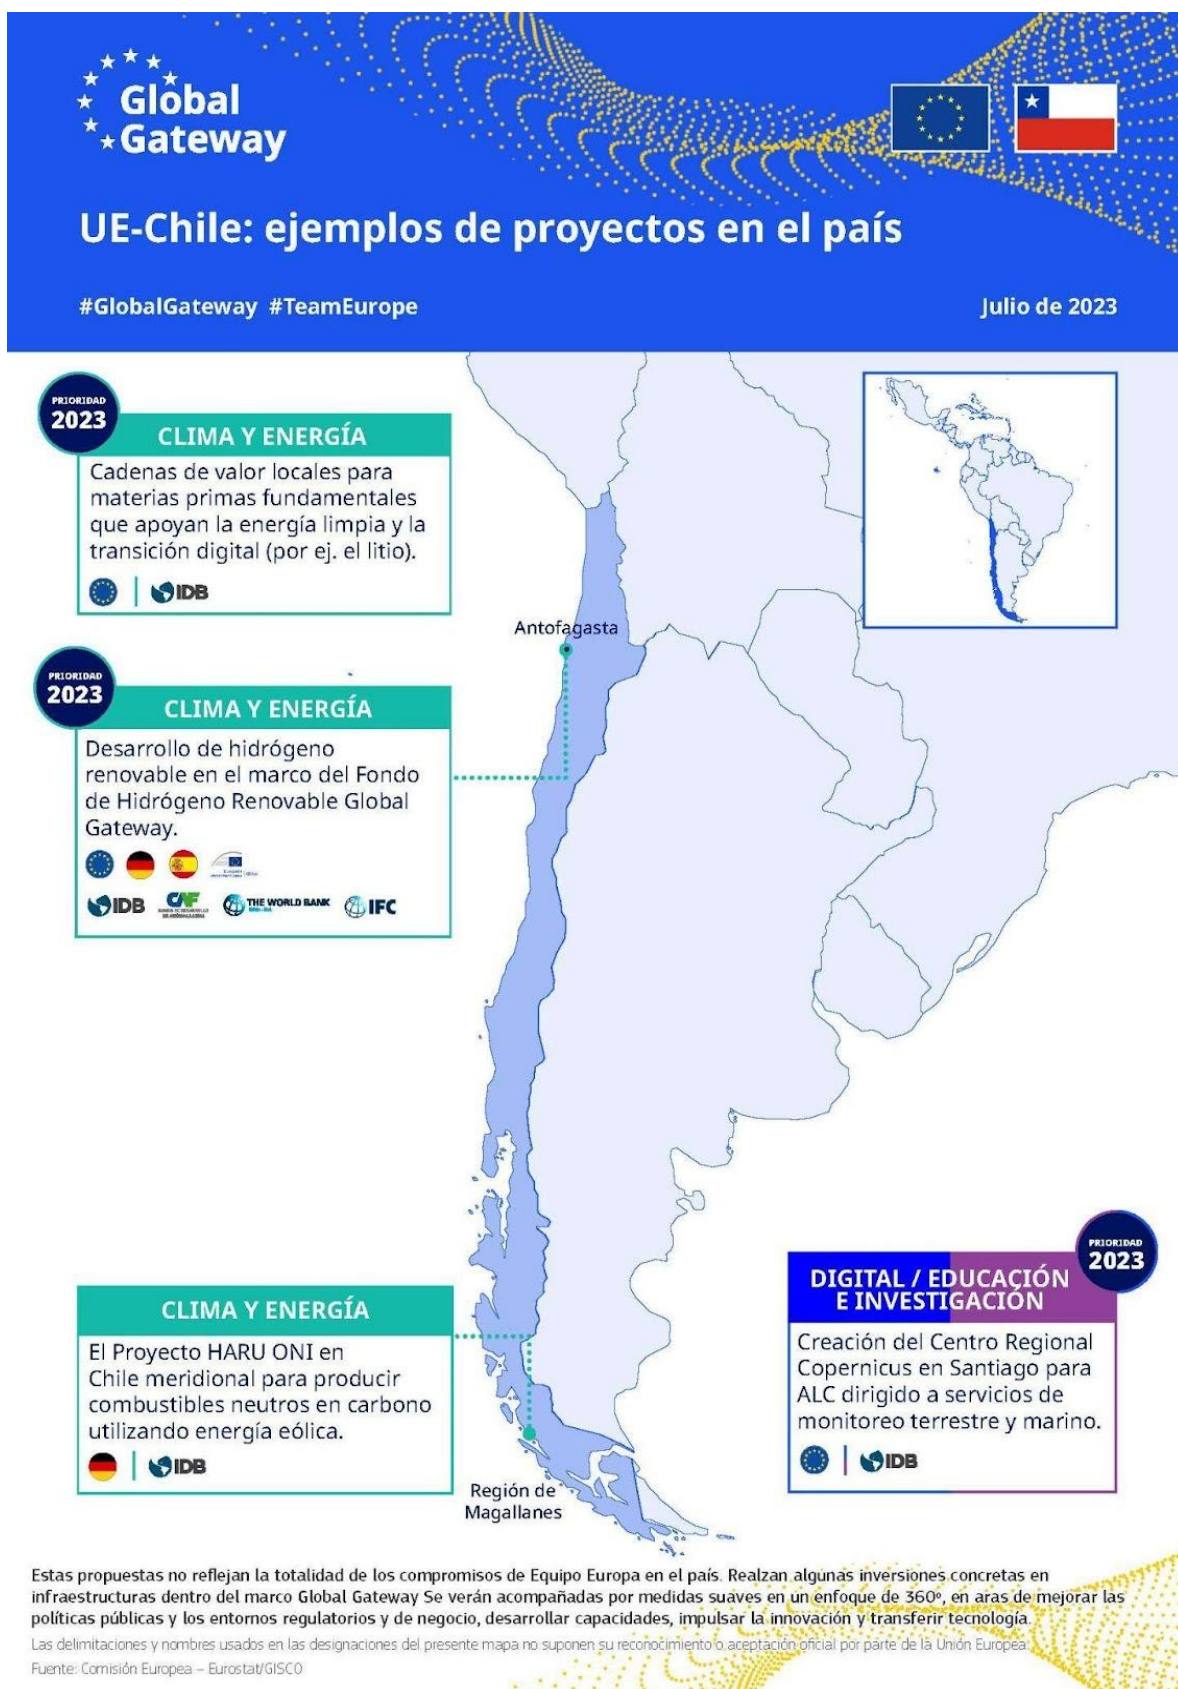 Global
Gateway
UE-Chile: ejemplos de proyectos en el país
#GlobalGateway #TeamEurope
Julio de 2023
PRIORIDAD
2023
CLIMA Y ENERGÍA
Cadenas de valor locales para
materias primas fundamentales
que apoyan la energía limpia y la
transición digital (por ej. el litio).
IDB
Antofagasta
PRIORIDAD
2023
CLIMA Y ENERGÍA
Desarrollo de hidrógeno
renovable en el marco del Fondo
de Hidrógeno Renovable Global
Gateway.
IDB
CAF
THE WORLD BANK
IFC
CLIMA Y ENERGÍA
El Proyecto HARU ONI en
Chile meridional para producir
combustibles neutros en carbono
utilizando energía eólica.
IDB
Región de
Magallanes
PRIORIDAD
2023
DIGITAL / EDUCACIÓN
E INVESTIGACIÓN
Creación del Centro Regional
Copernicus en Santiago para
ALC dirigido a servicios de
monitoreo terrestre y marino.
IDB
Estas propuestas no reflejan la totalidad de los compromisos de Equipo Europa en el país. Realzan algunas inversiones concretas en
infraestructuras dentro del marco Global Gateway Se verán acompañadas por medidas suaves en un enfoque de 360º, en aras de mejorar las
políticas públicas y los entornos regulatorios y de negocio, desarrollar capacidades, impulsar la innovación y transferir tecnología.
Las delimitaciones y nombres usados en las designaciones del presente mapa no suponen su reconocimiento o aceptación oficial por parte de la Unión Europea.
Fuente: Comisión Europea – Eurostat/GISCO